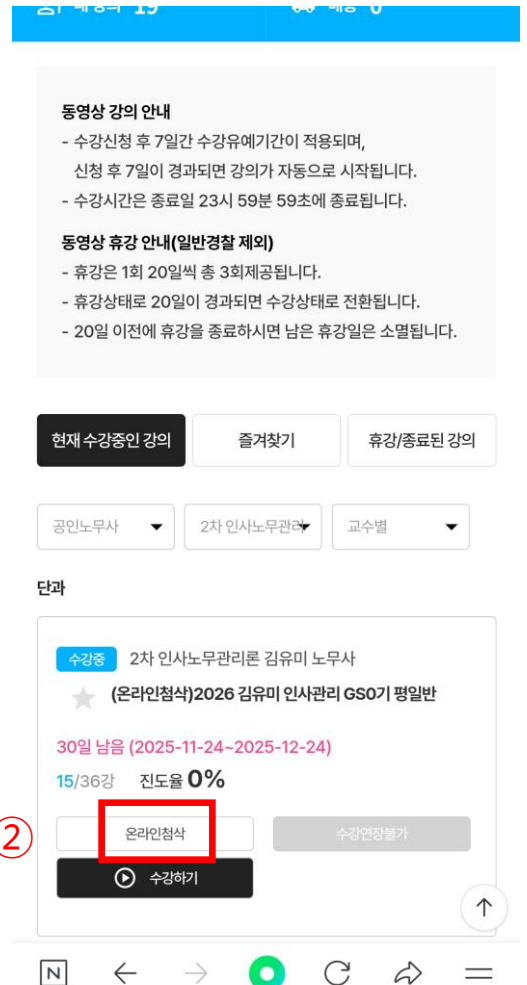 내 강의 19
배송 0
동영상 강의 안내
- 수강신청 후 7일간 수강유예기간이 적용되며,
신청 후 7일이 경과되면 강의가 자동으로 시작됩니다.
- 수강시간은 종료일 23시 59분 59초에 종료됩니다.
동영상 휴강 안내(일반경찰 제외)
- 휴강은 1회 20일씩 총 3회제공됩니다.
- 휴강상태로 20일이 경과되면 수강상태로 전환됩니다.
- 20일 이전에 휴강을 종료하시면 남은 휴강일은 소멸됩니다.
현재 수강중인 강의
즐겨찾기
휴강/종료된 강의
공인노무사
2차 인사노무관리
교수별
단과
수강중 2차 인사노무관리론 김유미 노무사
(온라인첨삭)2026 김유미 인사관리 GS0기 평일반
30일 남음 (2025-11-24~2025-12-24)
15/36강 진도율 0%
② 온라인첨삭
수강연장불가
수강하기
N